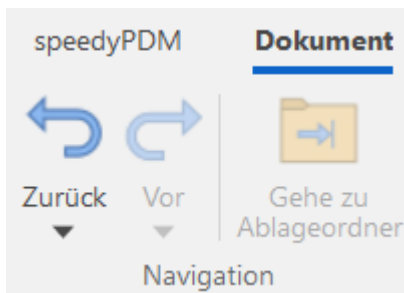 speedyPDM Dokument
Zurück Vor Gehe zu
Ablageordner
Navigation